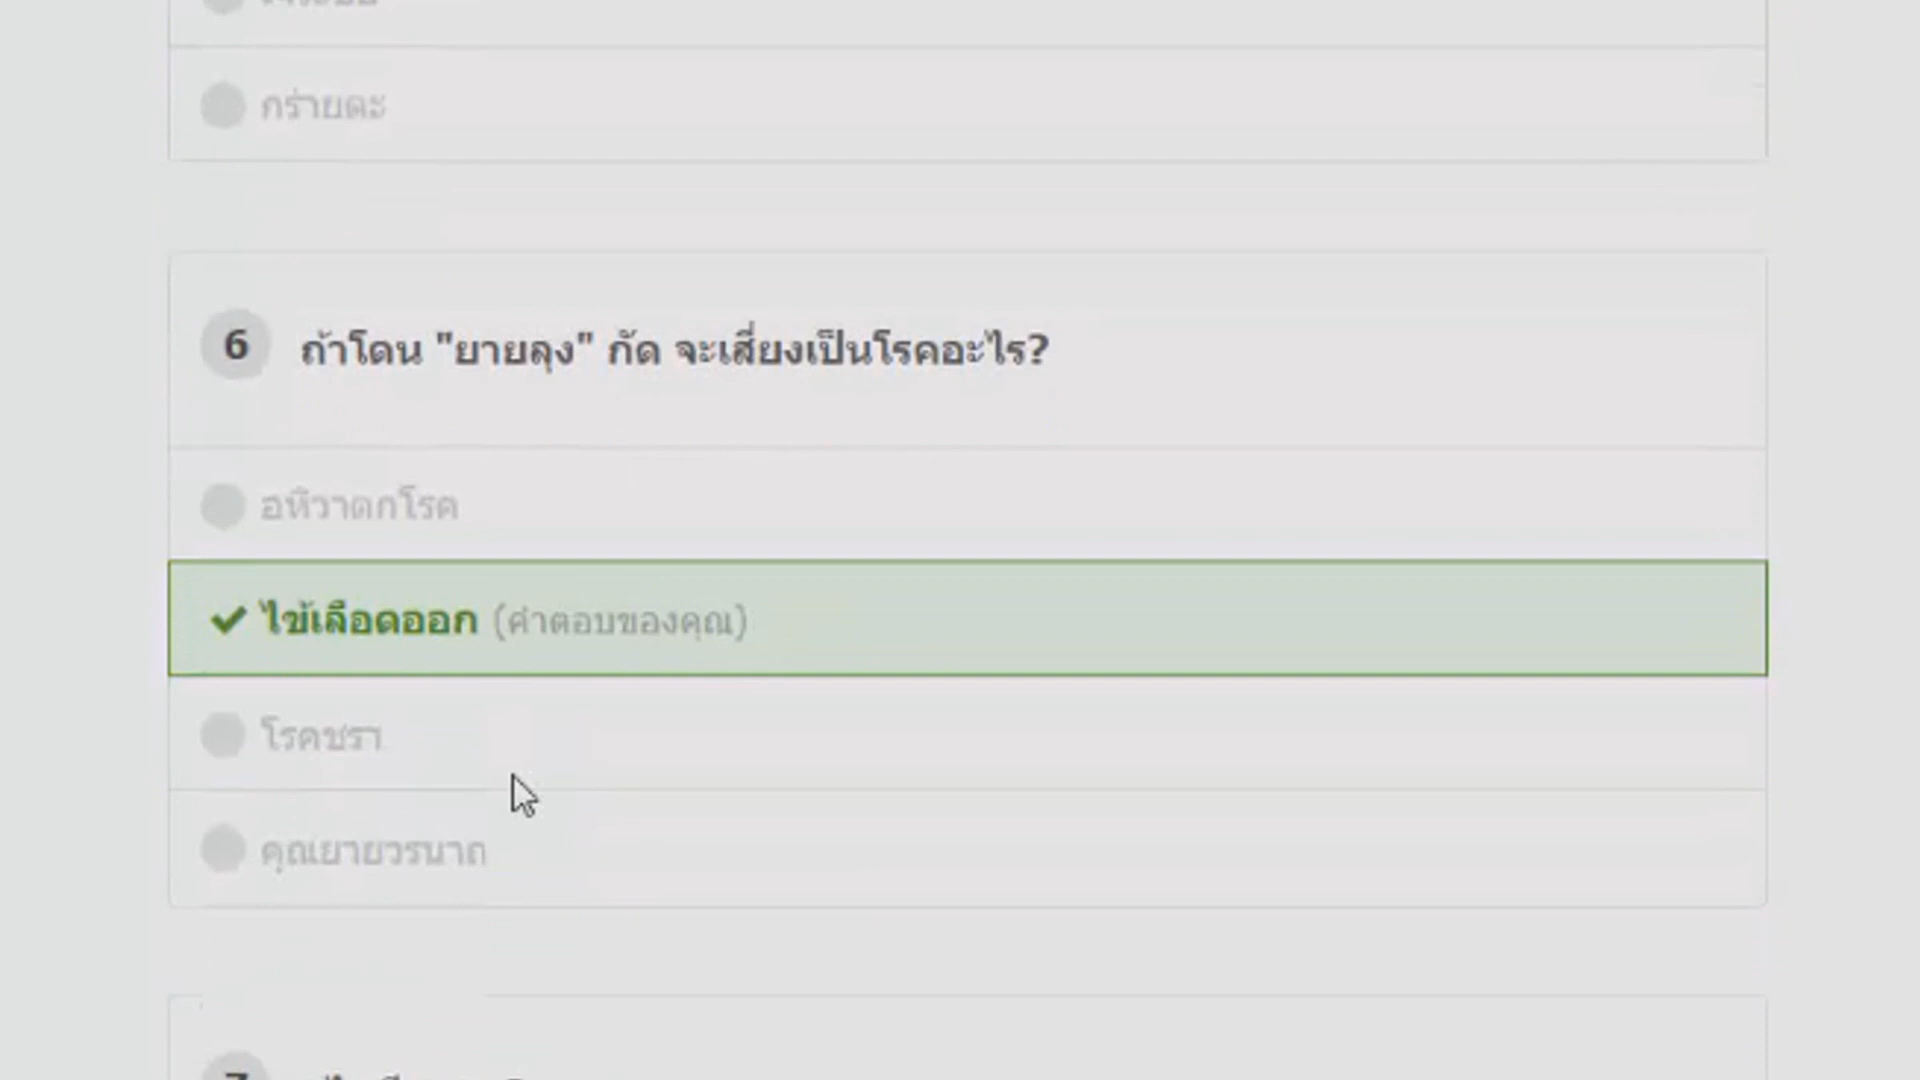 กร่ายดะ
6 ถ้าโดน "ยายลุง" กัด จะเสี่ยงเป็นโรคอะไร?
อหิวาตกโรค
ไข้เลือดออก (คำตอบของคุณ)
โรคชรา
คุณยายวรนาถ
7